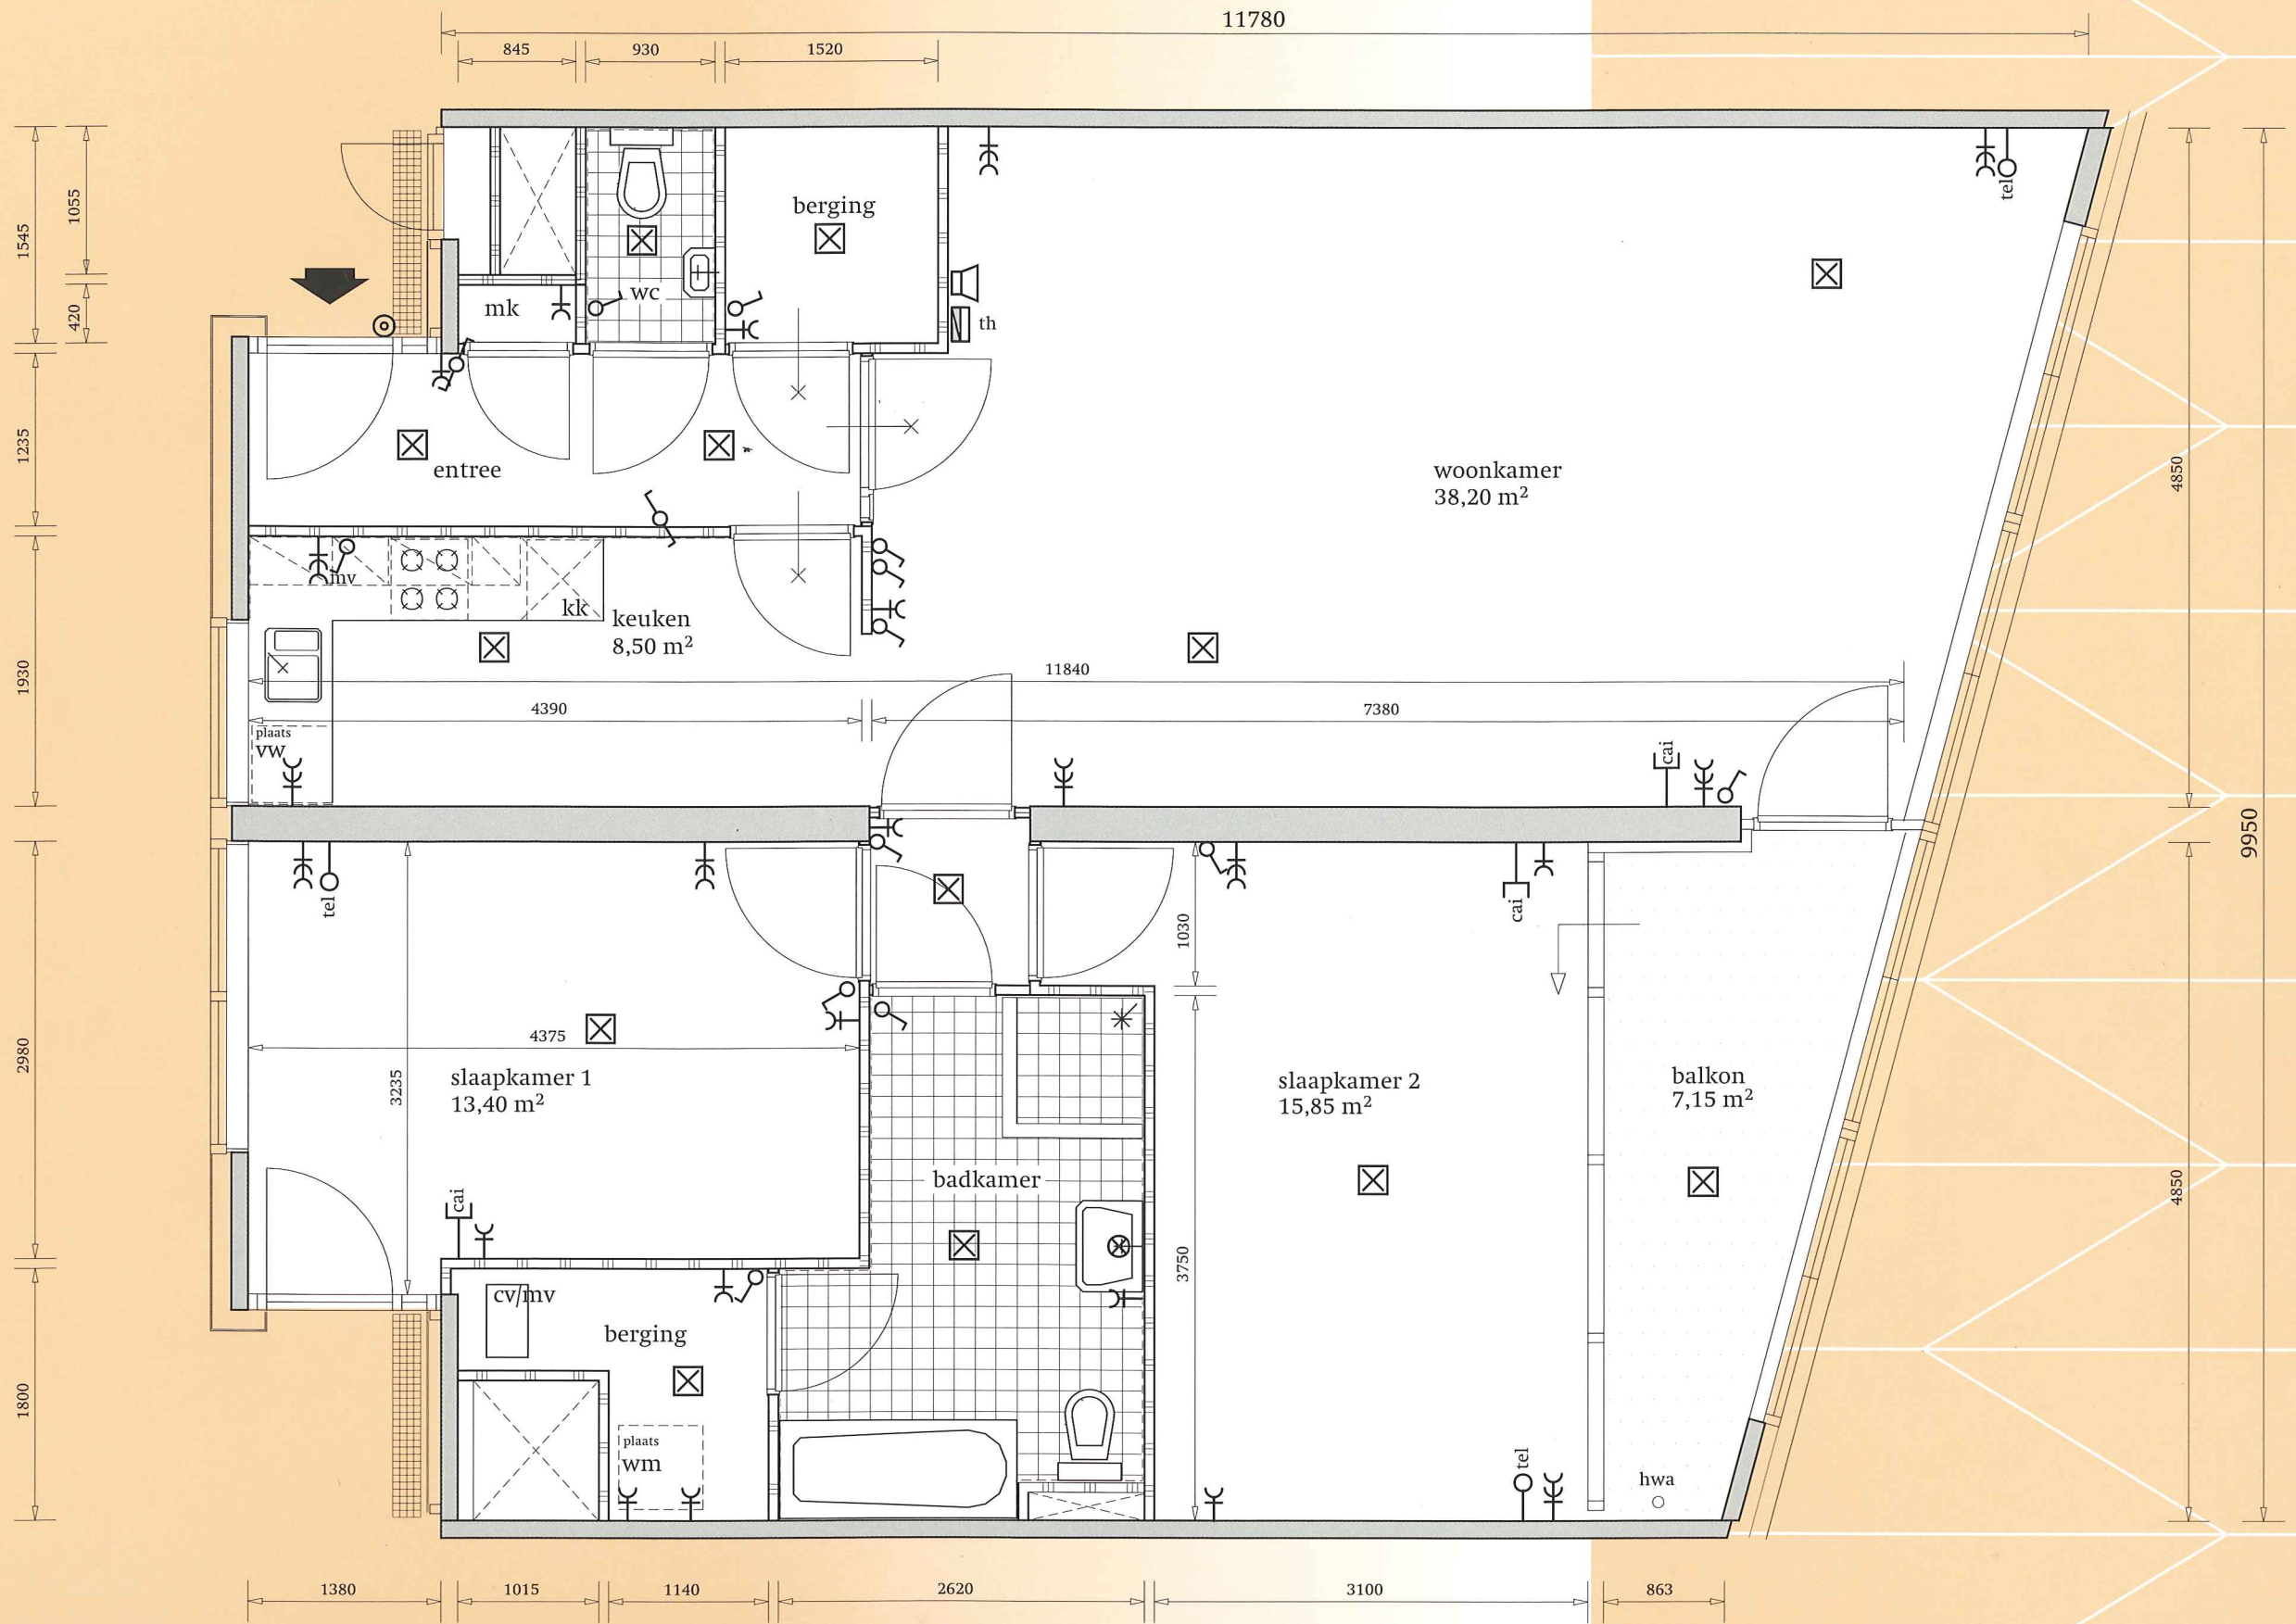 11780
845
930
1520
1545
1055
420
1235
1930
2980
1800
berging
wc
mk
th
tel
entree
woonkamer
38,20 m²
mv
kk
keuken
8,50 m²
11840
4390
7380
plaats
vw
cai
4850
9950
4850
tel
cai
1030
4375
3235
slaapkamer 1
13,40 m²
slaapkamer 2
15,85 m²
balkon
7,15 m²
badkamer
cai
3750
cv/mv
berging
plaats
wm
tel
hwa
1380
1015
1140
2620
3100
863